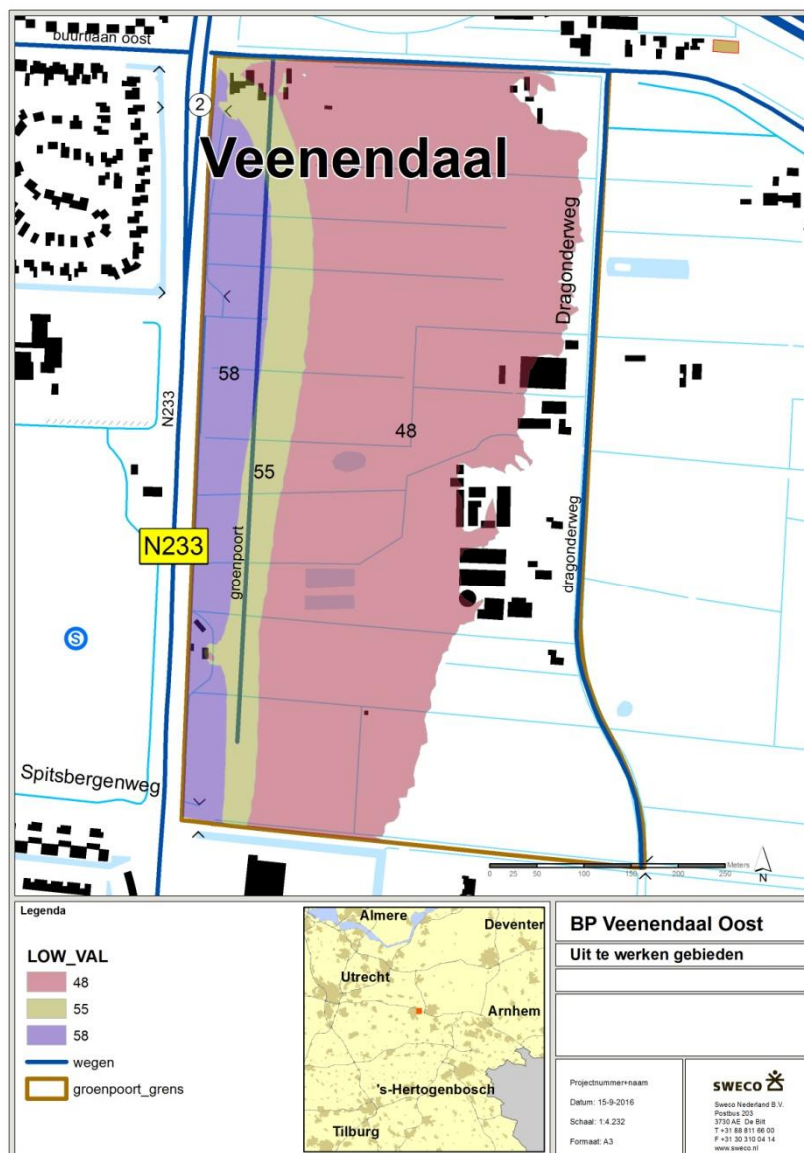 buurtlaan oost
2
Veenendaal
Dragonderweg
58
N233
48
55
N233
groenpoort
dragonderweg
S
Spitsbergenweg
Meters
0 25 50 100 150 200 250
N
Legenda
LOW_VAL
48
55
58
wegen
groenpoort_grens
Almere
Deventer
Utrecht
Arnhem
's-Hertogenbosch
Tilburg
BP Veenendaal Oost
Uit te werken gebieden
Projectnummer+naam
Datum: 15-9-2016
Schaal: 1:4.232
Formaat: A3
SWECO
Sweco Nederland B.V.
Postbus 203
3730 AE De Bilt
T +31 88 811 66 00
F +31 30 310 04 14
www.sweco.nl